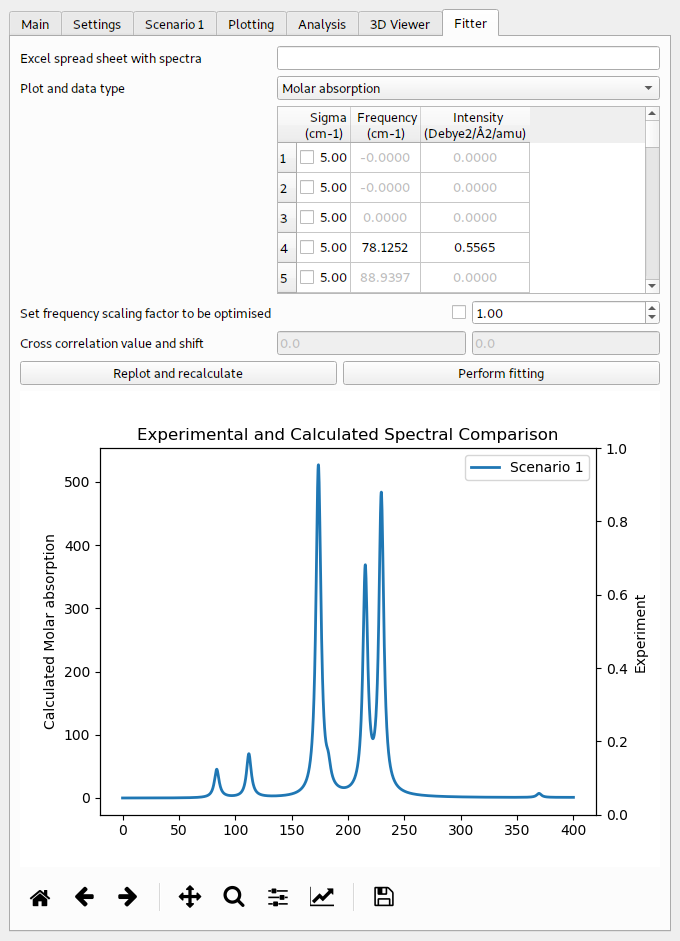 Main Settings Scenario 1 Plotting Analysis 3D Viewer Fitter
Excel spread sheet with spectra
Plot and data type Molar absorption
Sigma Frequency Intensity
(cm-1) (cm-1) (Debye2/Å2/amu)
1 5.00 -0.0000 0.0000
2 5.00 -0.0000 0.0000
3 5.00 0.0000 0.0000
4 5.00 78.1252 0.5565
5 5.00 88.9397 0.0000
Set frequency scaling factor to be optimised 1.00
Cross correlation value and shift 0.0 0.0
Replot and recalculate Perform fitting
Experimental and Calculated Spectral Comparison
Scenario 1
Calculated Molar absorption
500
400
300
200
100
0
1.0
0.8
0.6
0.4
0.2
0.0
Experiment
0 50 100 150 200 250 300 350 400